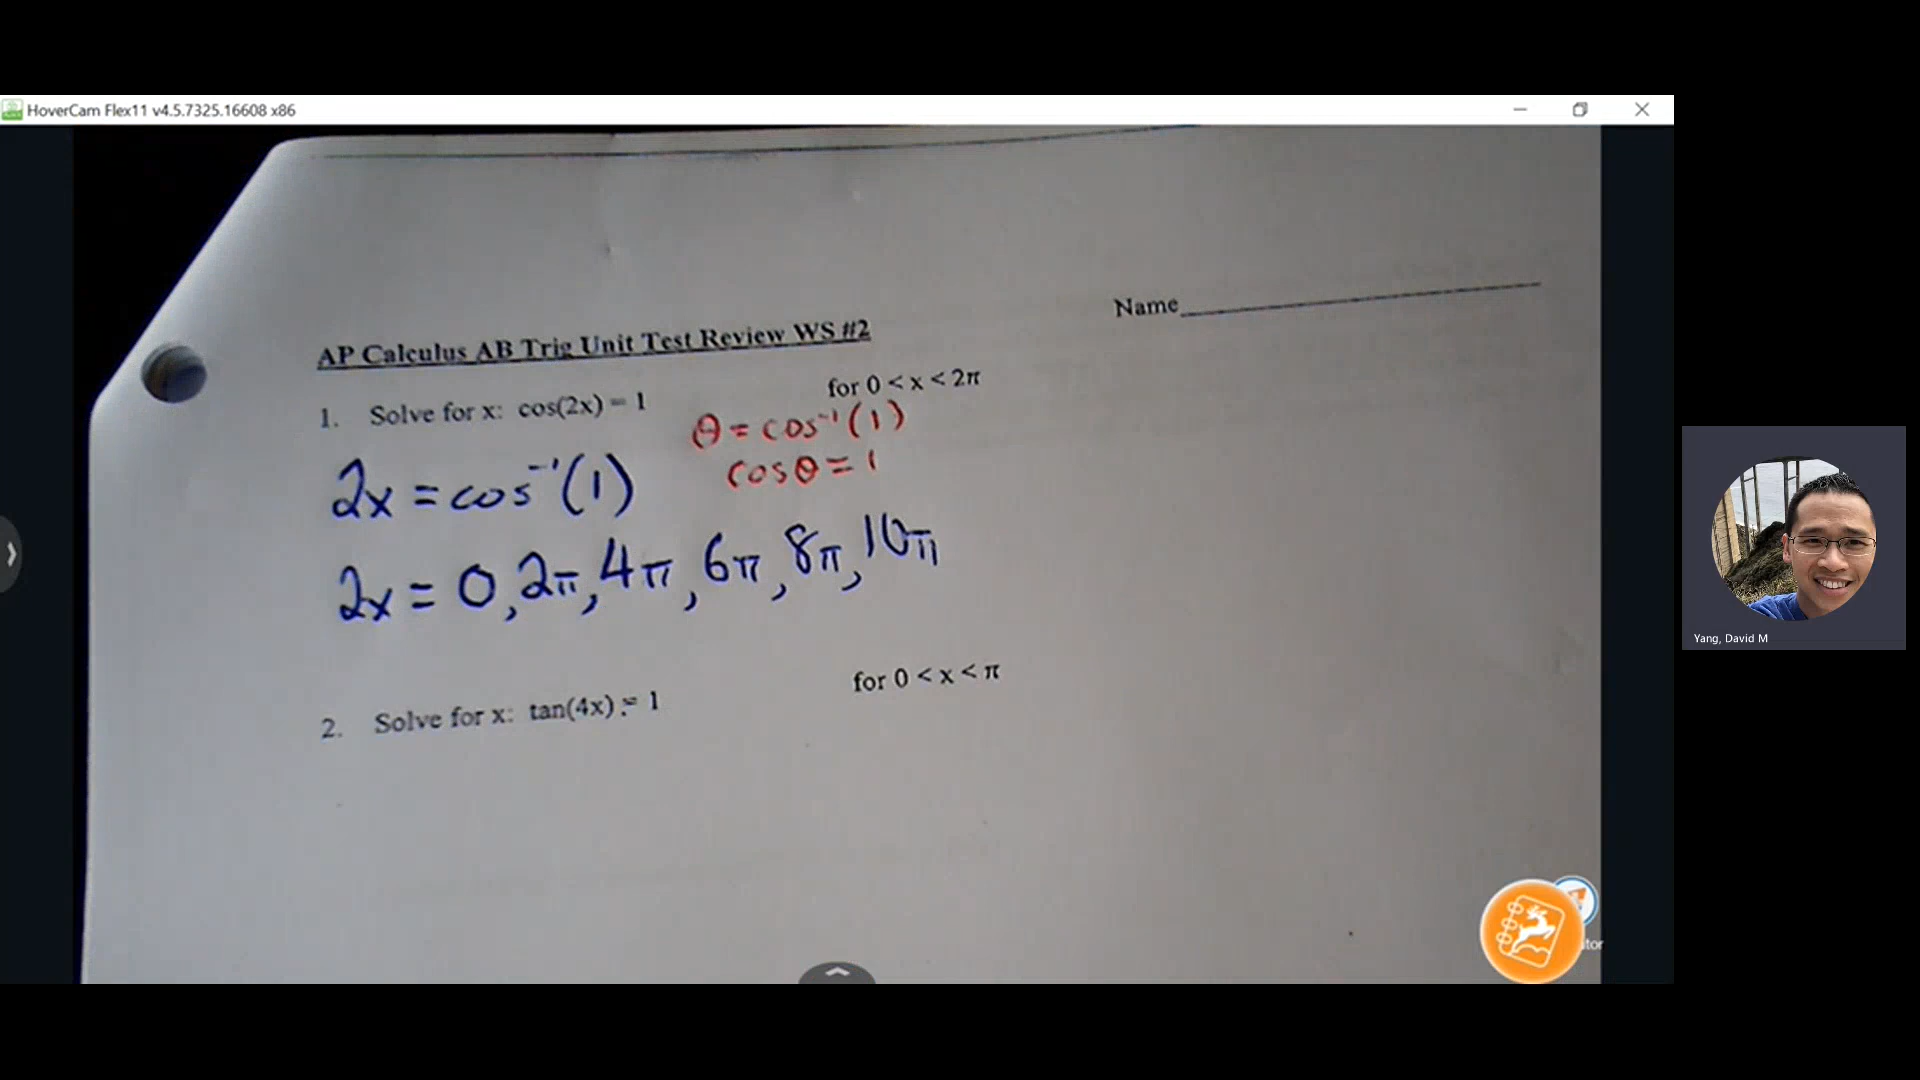 HoverCam Flex11 v4.5.7325.16608 x86
Name
AP Calculus AB Trig Unit Test Review WS #2
1. Solve for x: cos(2x) = 1 for 0 < x < 2π
θ = cos⁻¹(1)
cosθ = 1
2x = cos⁻¹(1)
2x = 0, 2π, 4π, 6π, 8π, 10π
2. Solve for x: tan(4x) = 1 for 0 < x < π
Yang, David M